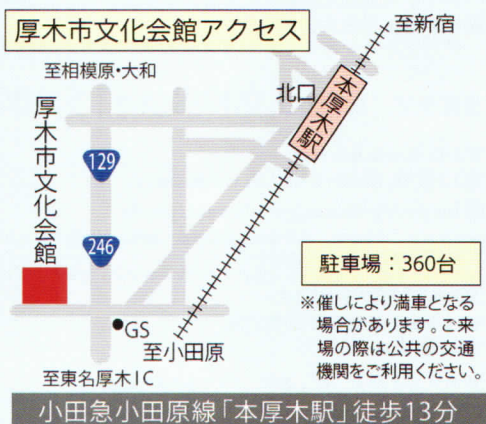 厚木市文化会館アクセス
至新宿
至相模原・大和
北口
本厚木駅
厚木市文化会館
129
246
駐車場：360台
※催しにより満車となる
場合があります。ご来
場の際は公共の交通
機関をご利用ください。
GS
至小田原
至東名厚木IC
小田急小田原線「本厚木駅」徒歩13分